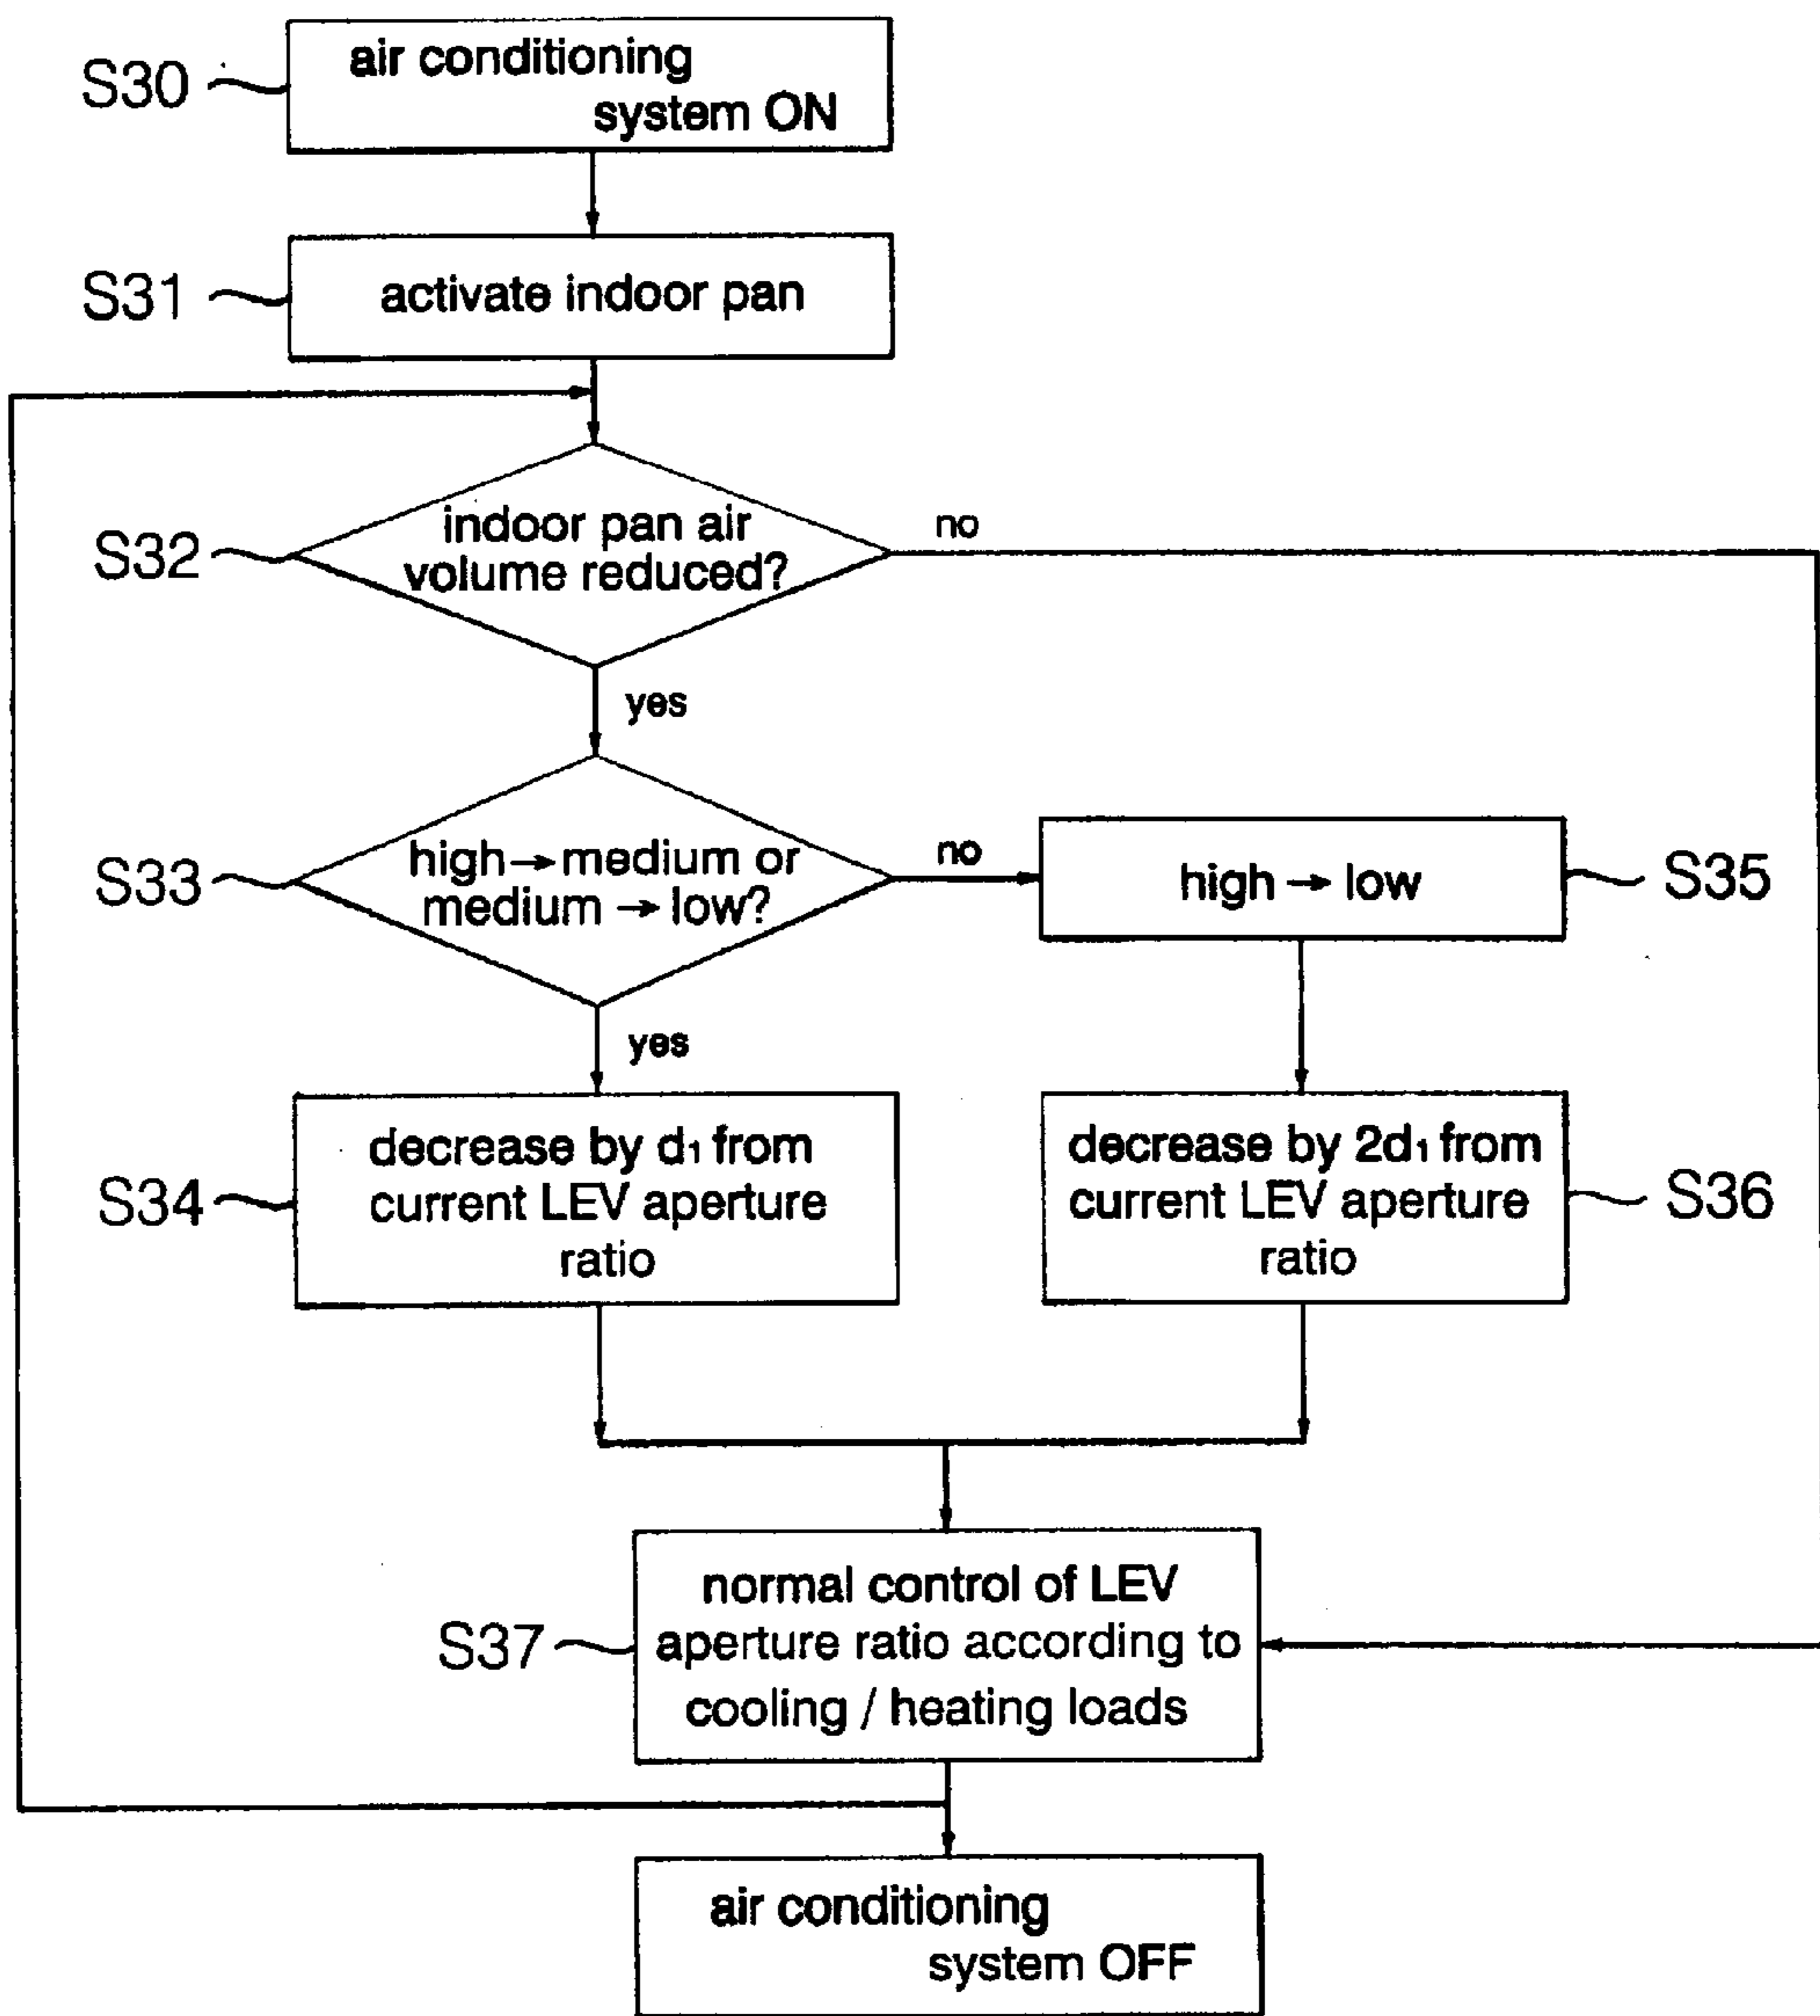 S30
air conditioning
system ON
S31
activate indoor pan
S32
indoor pan air
volume reduced?
no
yes
S33
high→medium or
medium → low?
no
high → low
S35
yes
S34
decrease by d₁ from
current LEV aperture
ratio
decrease by 2d₁ from
current LEV aperture
ratio
S36
S37
normal control of LEV
aperture ratio according to
cooling / heating loads
air conditioning
system OFF